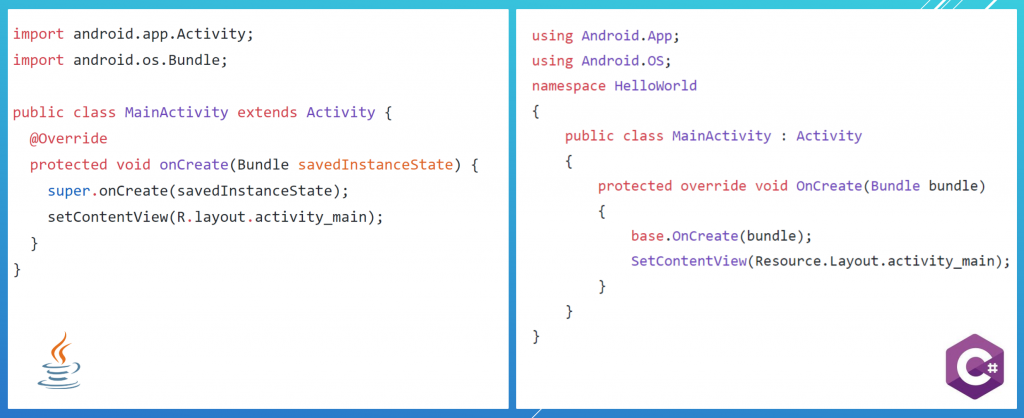 import android.app.Activity;
import android.os.Bundle;
public class MainActivity extends Activity {
@Override
protected void onCreate(Bundle savedInstanceState) {
super.onCreate(savedInstanceState);
setContentView(R.layout.activity_main);
}
}
using Android.App;
using Android.OS;
namespace HelloWorld
{
public class MainActivity : Activity
{
protected override void OnCreate(Bundle bundle)
{
base.OnCreate(bundle);
SetContentView(Resource.Layout.activity_main);
}
}
}
C#